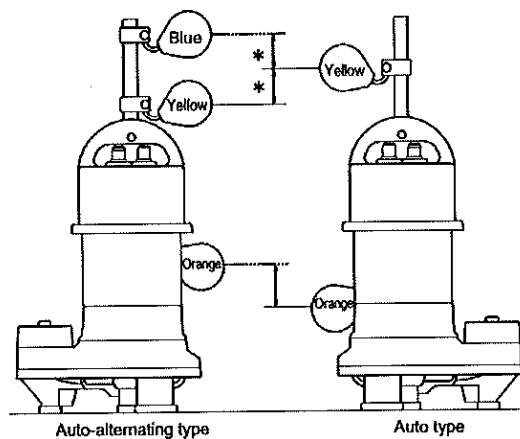 Blue
*
Yellow
*
Yellow
Orange
Orange
Auto-alternating type
Auto type